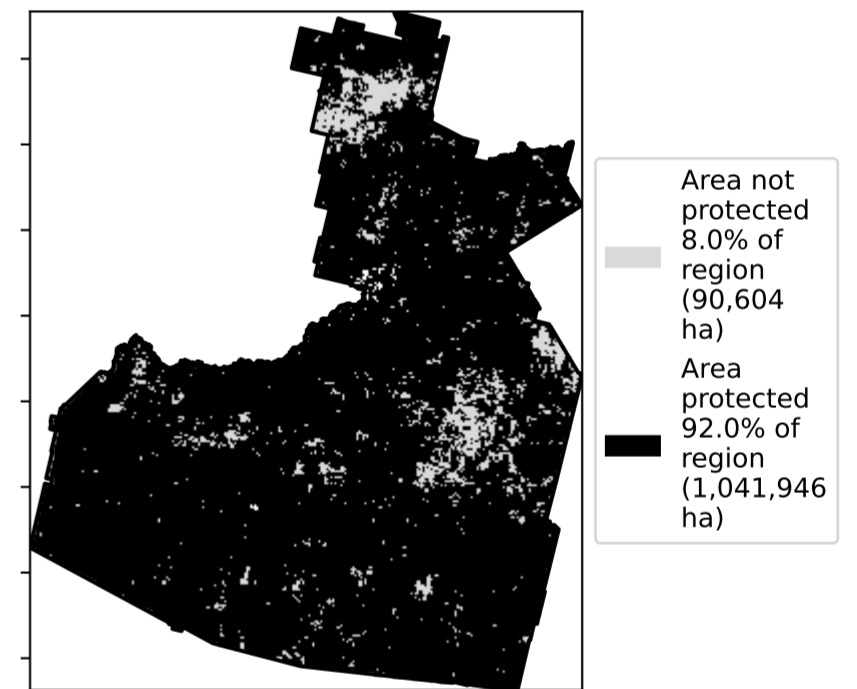 Area not
protected
8.0% of
region
(90,604
ha)
Area
protected
92.0% of
region
(1,041,946
ha)